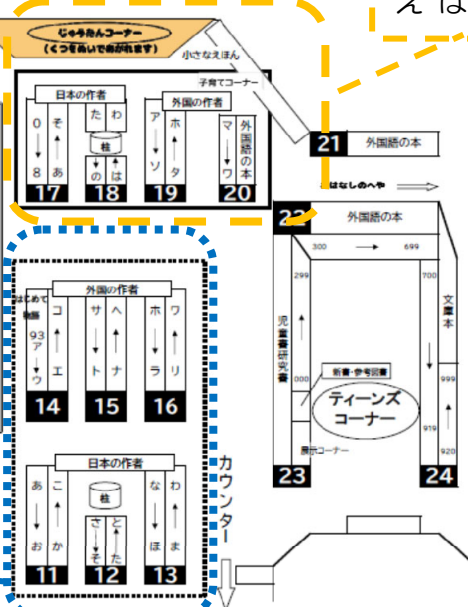 えは
じゅうたんコーナー
(くつをぬいであがれます)
小さなえほん
子育てコーナー
日本の作者
外国の作者
0
↓
8
そ
↑
あ
た
わ
柱
↓
の
↑
は
ア
↓
ソ
ホ
↑
タ
マ
↓
ワ
外国語の本
17
18
19
20
21
外国語の本
おはなしのへや
22
外国語の本
300 → 699
299
↑
000
児童書研究書
新書・参考図書
ティーンズ
コーナー
展示コーナー
23
700
↓
919
文庫本
999
↑
920
24
外国の作者
はじめて
物語
93
ア
↓
ウ
コ
↑
エ
サ
↓
ト
ヘ
↑
ナ
ホ
↓
ラ
ワ
↑
リ
14
15
16
日本の作者
あ
↓
お
こ
↑
か
柱
さ
↓
そ
と
↑
た
な
↓
ほ
わ
↑
ま
11
12
13
カウンター